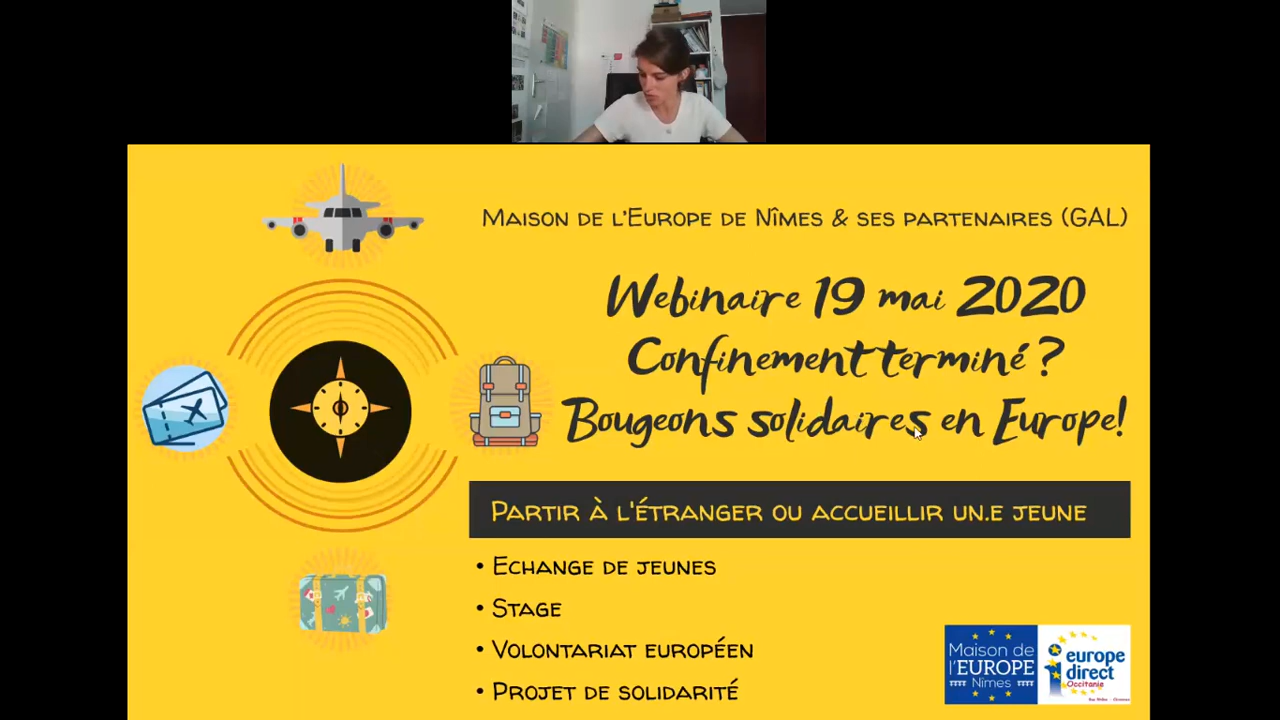 Maison de l'Europe de Nîmes & ses partenaires (GAL)
Webinaire 19 mai 2020
Confinement terminé ?
Bougeons solidaires en Europe!
Partir à l'étranger ou accueillir un.e jeune
• Echange de jeunes
• Stage
• Volontariat européen
• Projet de solidarité
Maison de
l'EUROPE
Nîmes
europe
direct
Occitanie